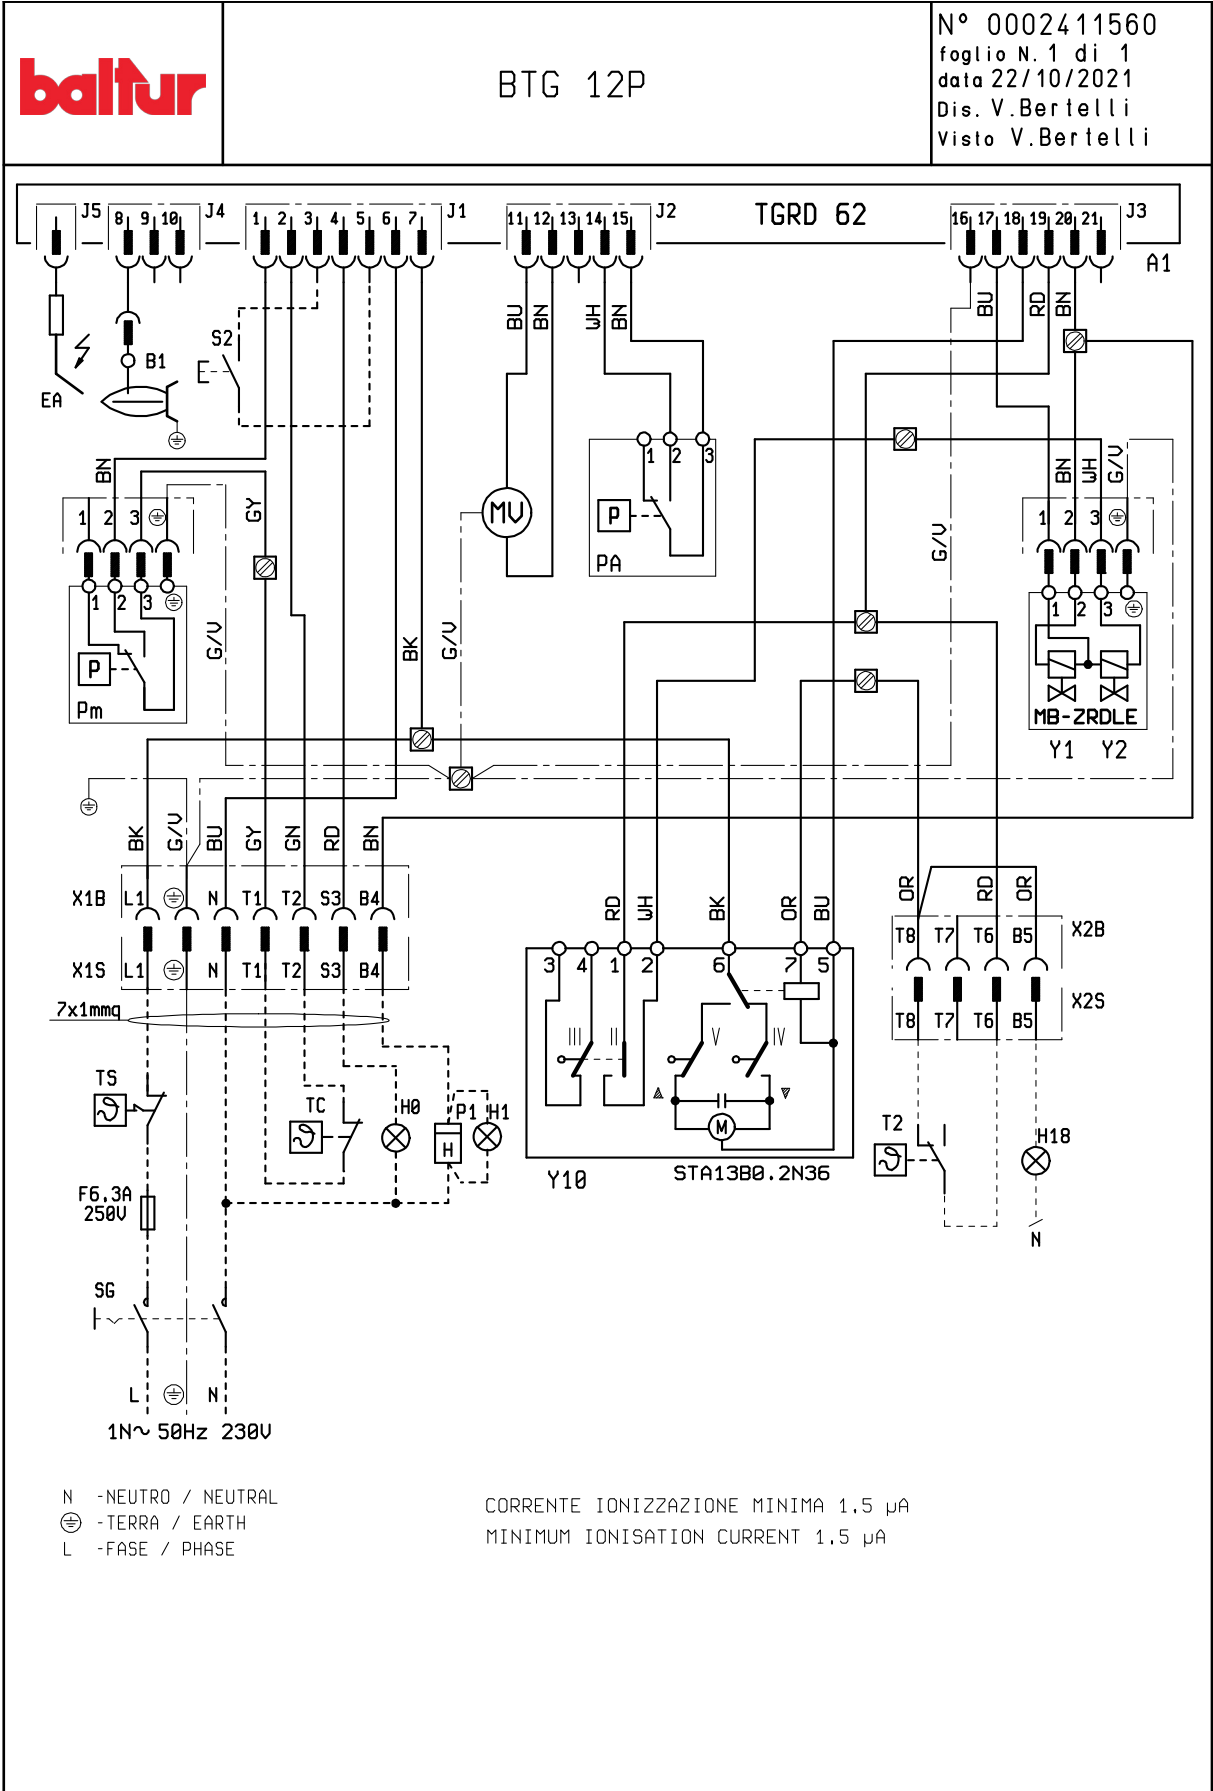 baltur
BTG 12P
N° 0002411560
foglio N. 1 di 1
data 22/10/2021
Dis. V.Bertelli
Visto V.Bertelli
J5 8 9 10 J4 1 2 3 4 5 6 7 J1 11 12 13 14 15 J2 TGRD 62 16 17 18 19 20 21 J3
A1
BU BN WH BN BU RD BN
S2
B1
EA
BN GY G/V BN WH G/V
1 2 3
1 2 3
MV
P
PA
1 2 3
1 2 3
P
Pm
G/V BK G/V
1 2 3
MB-ZRDLE
Y1 Y2
BK G/V BU GY GN RD BN
X1B L1 N T1 T2 S3 B4
X1S L1 N T1 T2 S3 B4
7x1mmq
RD WH BK OR BU
3 4 1 2 6 7 5
III II V IV
M
Y10 STA13B0.2N36
OR RD OR
T8 T7 T6 B5 X2B
T8 T7 T6 B5 X2S
TS
TC H0 P1 H1
H
T2 H18
N
F6,3A
250V
SG
L N
1N~ 50Hz 230V
N -NEUTRO / NEUTRAL
-TERRA / EARTH
L -FASE / PHASE
CORRENTE IONIZZAZIONE MINIMA 1,5 µA
MINIMUM IONISATION CURRENT 1,5 µA